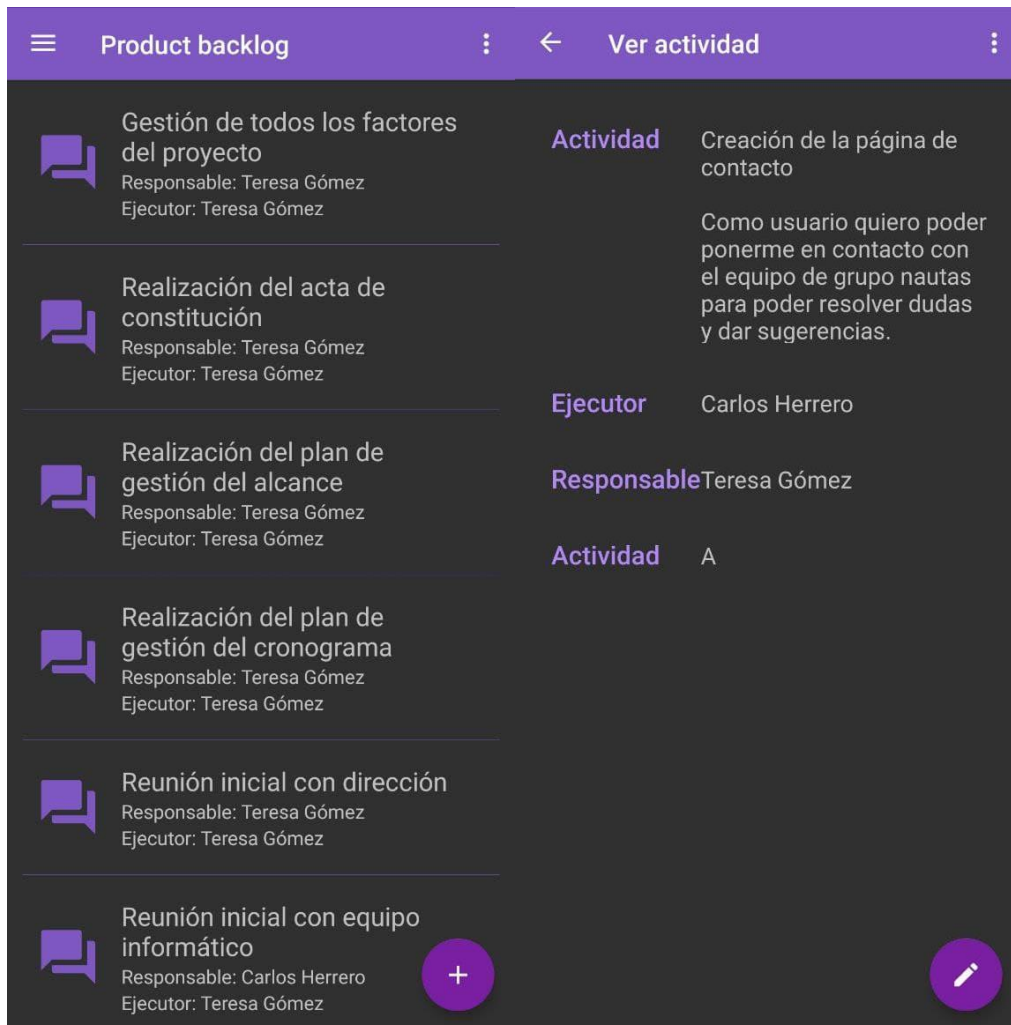 Product backlog
Gestión de todos los factores
del proyecto
Responsable: Teresa Gómez
Ejecutor: Teresa Gómez
Realización del acta de
constitución
Responsable: Teresa Gómez
Ejecutor: Teresa Gómez
Realización del plan de
gestión del alcance
Responsable: Teresa Gómez
Ejecutor: Teresa Gómez
Realización del plan de
gestión del cronograma
Responsable: Teresa Gómez
Ejecutor: Teresa Gómez
Reunión inicial con dirección
Responsable: Teresa Gómez
Ejecutor: Teresa Gómez
Reunión inicial con equipo
informático
Responsable: Carlos Herrero
Ejecutor: Teresa Gómez
Ver actividad
Actividad Creación de la página de
contacto
Como usuario quiero poder
ponerme en contacto con
el equipo de grupo nautas
para poder resolver dudas
y dar sugerencias.
Ejecutor Carlos Herrero
Responsable Teresa Gómez
Actividad A